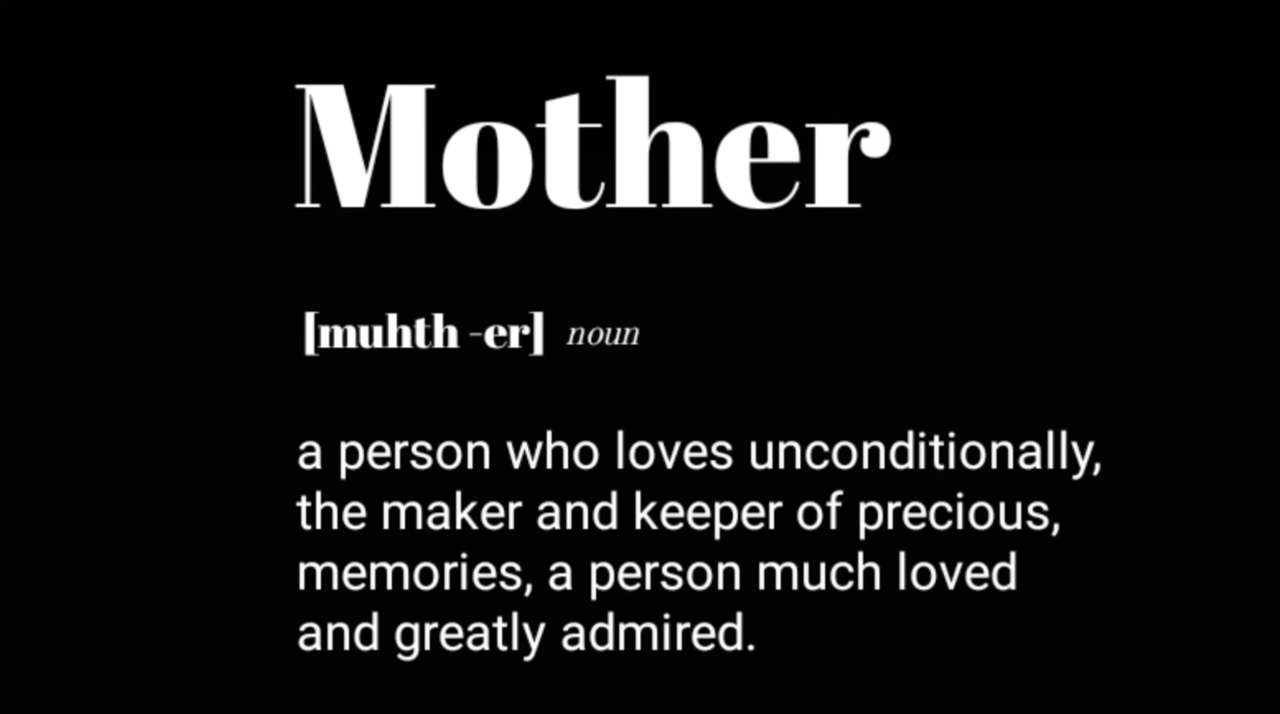 Mother
[muhth -er] noun
a person who loves unconditionally,
the maker and keeper of precious,
memories, a person much loved
and greatly admired.